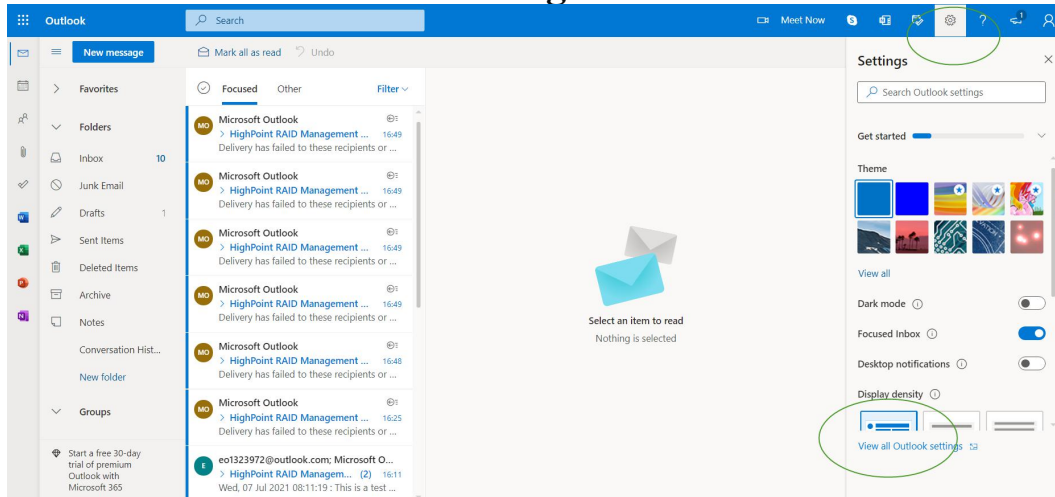 Outlook
Search
Meet Now
New message
Mark all as read
Undo
Favorites
Folders
Inbox 10
Junk Email
Drafts 1
Sent Items
Deleted Items
Archive
Notes
Conversation Hist...
New folder
Groups
Start a free 30-day
trial of premium
Outlook with
Microsoft 365
Focused Other Filter
MO
Microsoft Outlook
> HighPoint RAID Management ... 16:49
Delivery has failed to these recipients or ...
MO
Microsoft Outlook
> HighPoint RAID Management ... 16:49
Delivery has failed to these recipients or ...
MO
Microsoft Outlook
> HighPoint RAID Management ... 16:49
Delivery has failed to these recipients or ...
MO
Microsoft Outlook
> HighPoint RAID Management ... 16:49
Delivery has failed to these recipients or ...
MO
Microsoft Outlook
> HighPoint RAID Management ... 16:48
Delivery has failed to these recipients or ...
MO
Microsoft Outlook
> HighPoint RAID Management ... 16:25
Delivery has failed to these recipients or ...
E
eo1323972@outlook.com; Microsoft O...
> HighPoint RAID Managem... (2) 16:11
Wed, 07 Jul 2021 08:11:19 : This is a test ...
Select an item to read
Nothing is selected
Settings
Search Outlook settings
Get started
Theme
View all
Dark mode
Focused Inbox
Desktop notifications
Display density
View all Outlook settings